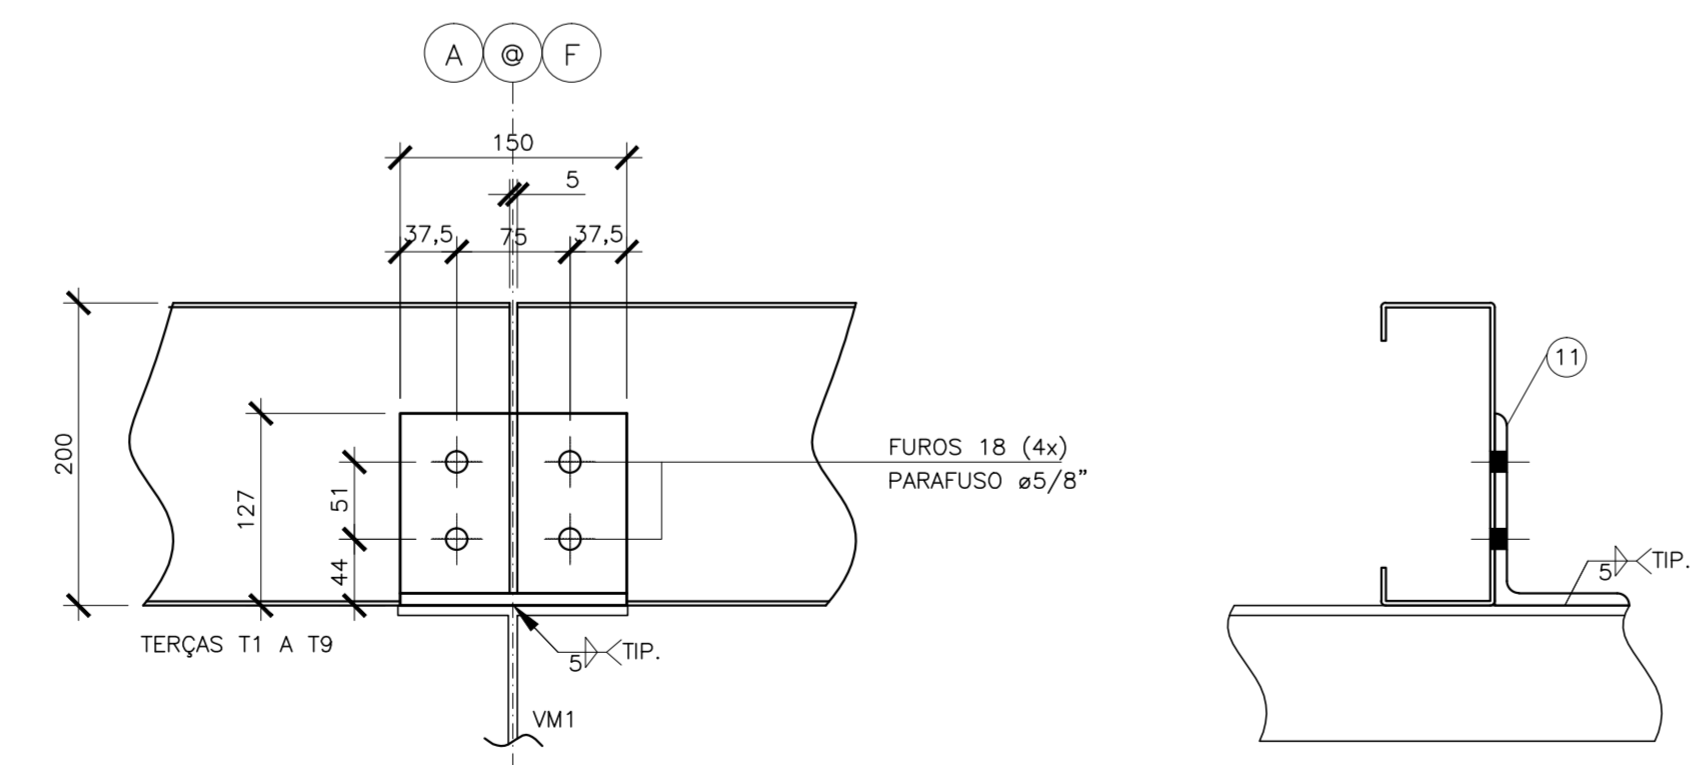 A @ F
150
5
37,5 75 37,5
200
127
51
44
FUROS 18 (4x)
PARAFUSO ø5/8”
11
5 TIP.
TERÇAS T1 A T9
5 TIP.
VM1